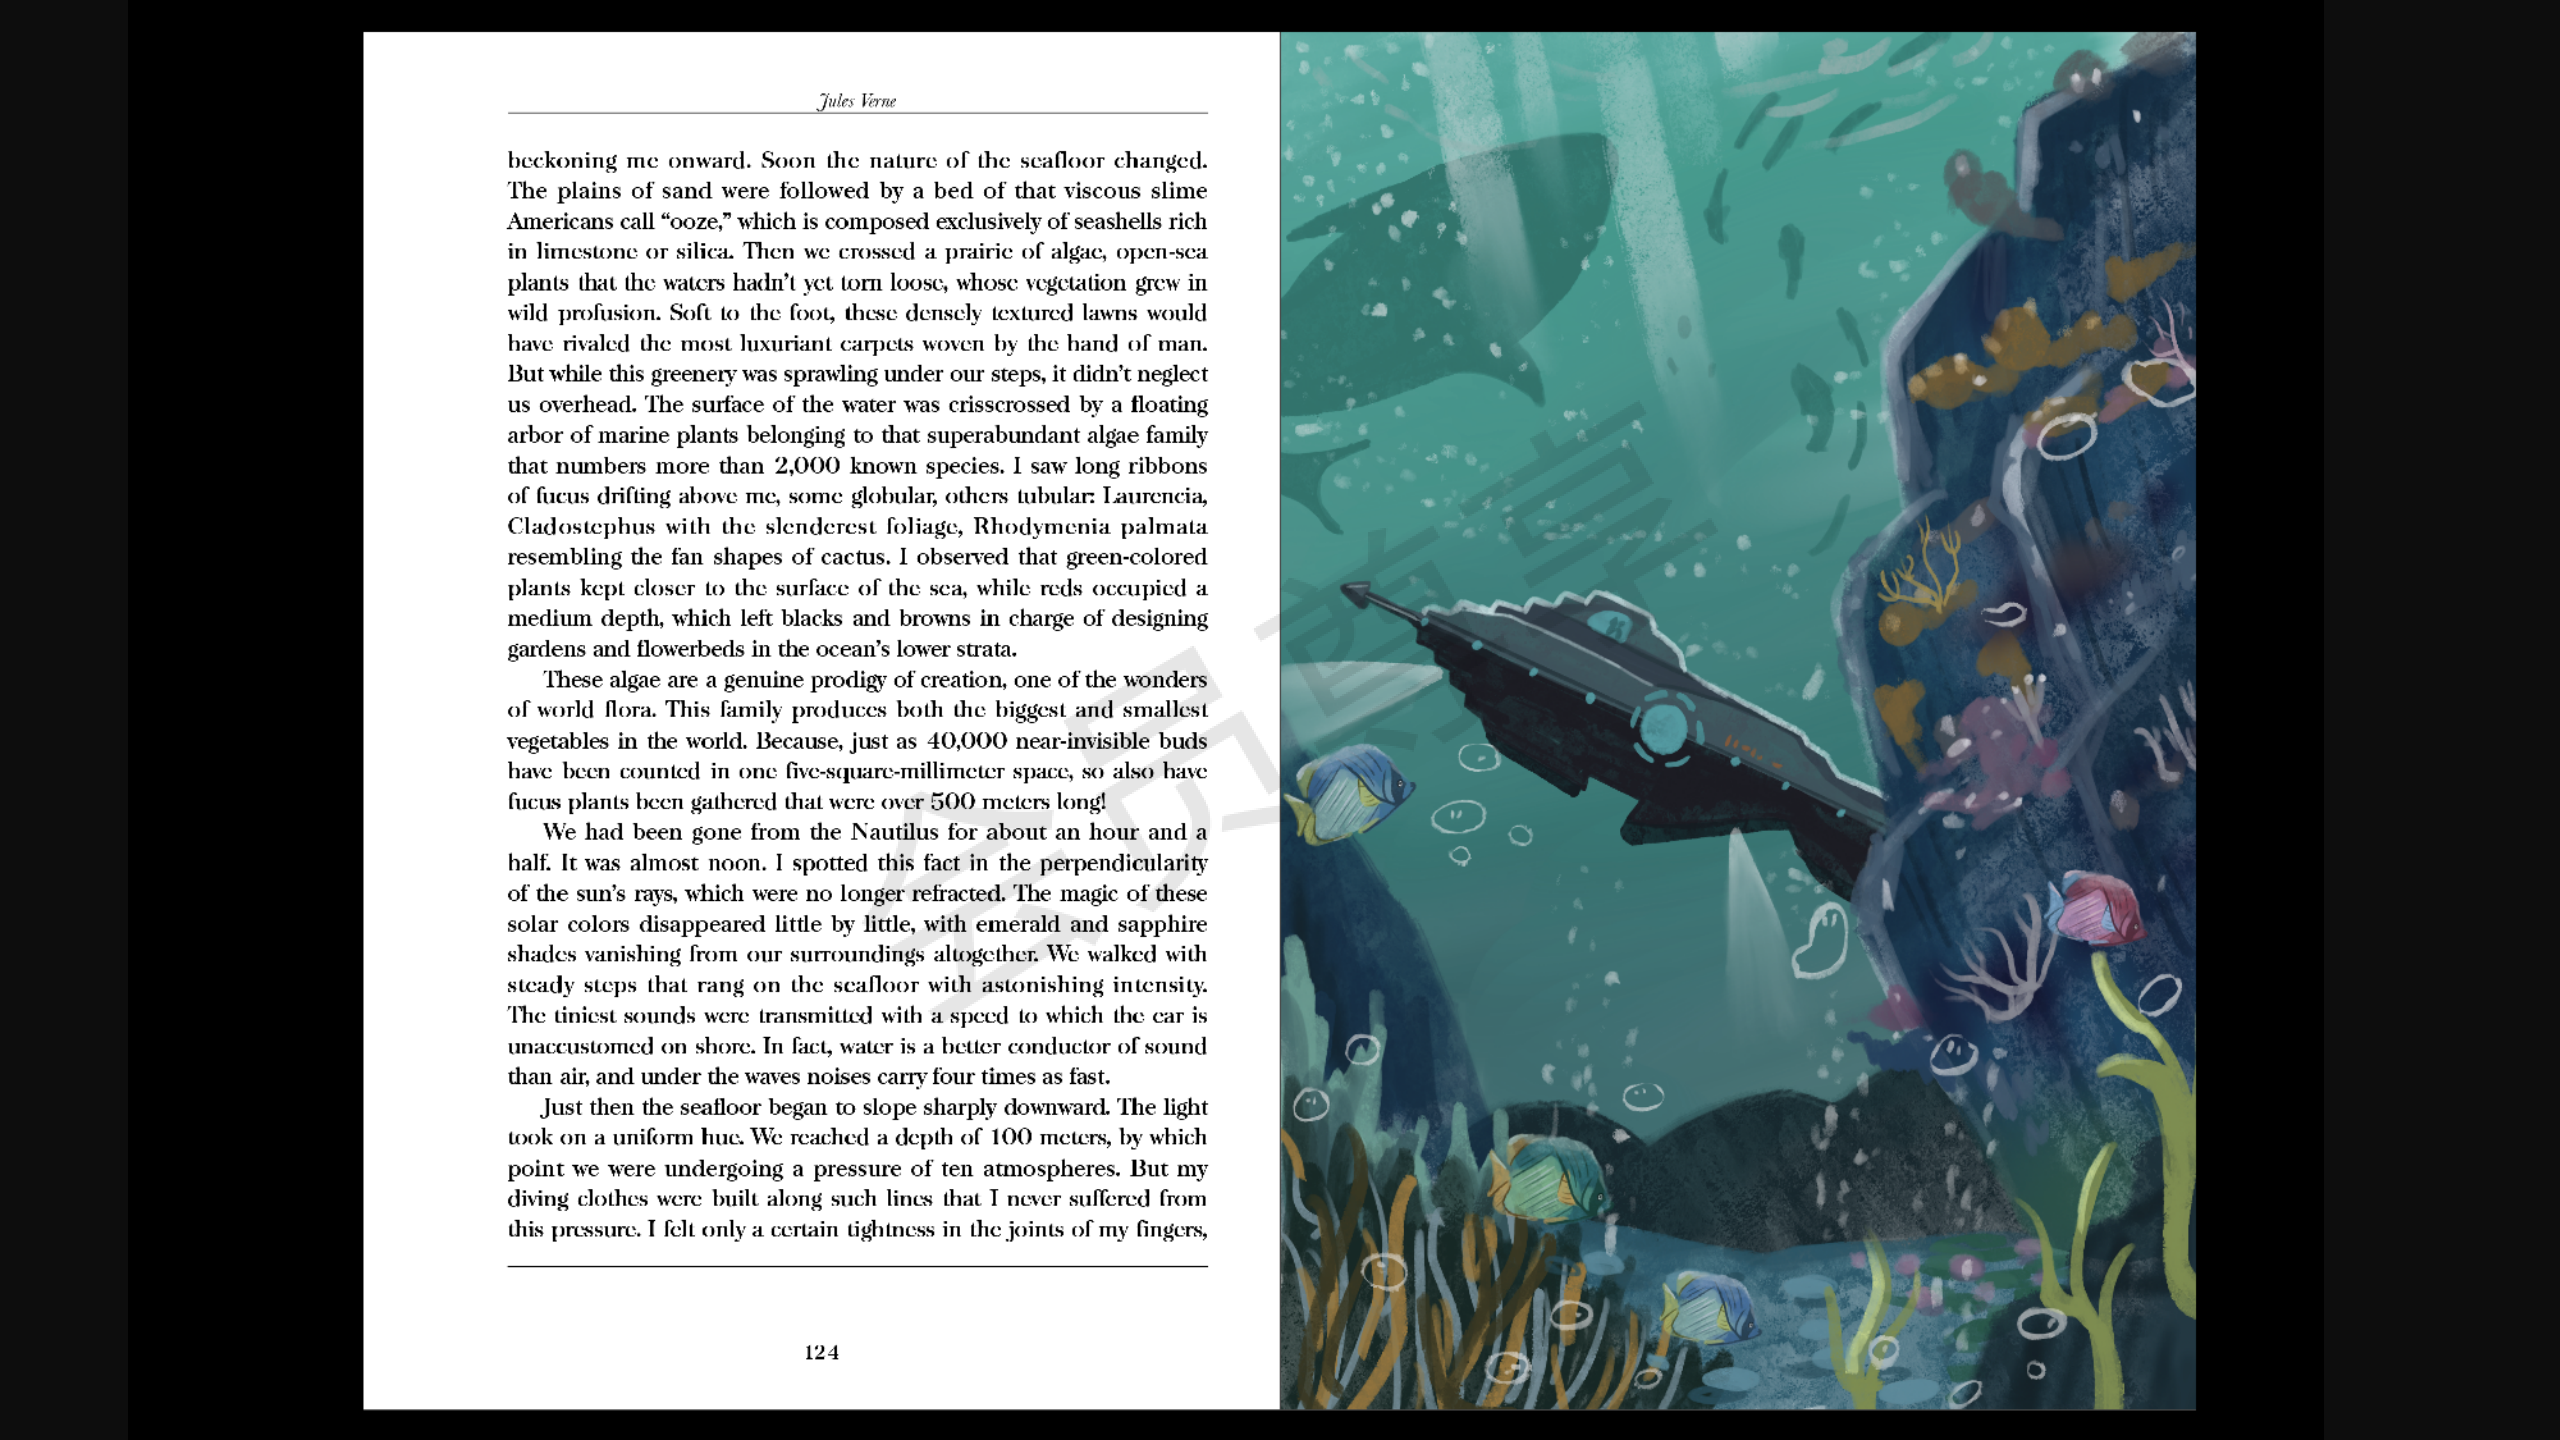 Jules Verne
beckoning me onward. Soon the nature of the seafloor changed.
The plains of sand were followed by a bed of that viscous slime
Americans call “ooze,” which is composed exclusively of seashells rich
in limestone or silica. Then we crossed a prairie of algae, open-sea
plants that the waters hadn’t yet torn loose, whose vegetation grew in
wild profusion. Soft to the foot, these densely textured lawns would
have rivaled the most luxuriant carpets woven by the hand of man.
But while this greenery was sprawling under our steps, it didn’t neglect
us overhead. The surface of the water was crisscrossed by a floating
arbor of marine plants belonging to that superabundant algae family
that numbers more than 2,000 known species. I saw long ribbons
of fucus drifting above me, some globular, others tubular: Laurencia,
Cladostephus with the slenderest foliage, Rhodymenia palmata
resembling the fan shapes of cactus. I observed that green-colored
plants kept closer to the surface of the sea, while reds occupied a
medium depth, which left blacks and browns in charge of designing
gardens and flowerbeds in the ocean’s lower strata.
These algae are a genuine prodigy of creation, one of the wonders
of world flora. This family produces both the biggest and smallest
vegetables in the world. Because, just as 40,000 near-invisible buds
have been counted in one five-square-millimeter space, so also have
fucus plants been gathered that were over 500 meters long!
We had been gone from the Nautilus for about an hour and a
half. It was almost noon. I spotted this fact in the perpendicularity
of the sun’s rays, which were no longer refracted. The magic of these
solar colors disappeared little by little, with emerald and sapphire
shades vanishing from our surroundings altogether. We walked with
steady steps that rang on the seafloor with astonishing intensity.
The tiniest sounds were transmitted with a speed to which the ear is
unaccustomed on shore. In fact, water is a better conductor of sound
than air, and under the waves noises carry four times as fast.
Just then the seafloor began to slope sharply downward. The light
took on a uniform hue. We reached a depth of 100 meters, by which
point we were undergoing a pressure of ten atmospheres. But my
diving clothes were built along such lines that I never suffered from
this pressure. I felt only a certain tightness in the joints of my fingers,
124
会员尊享